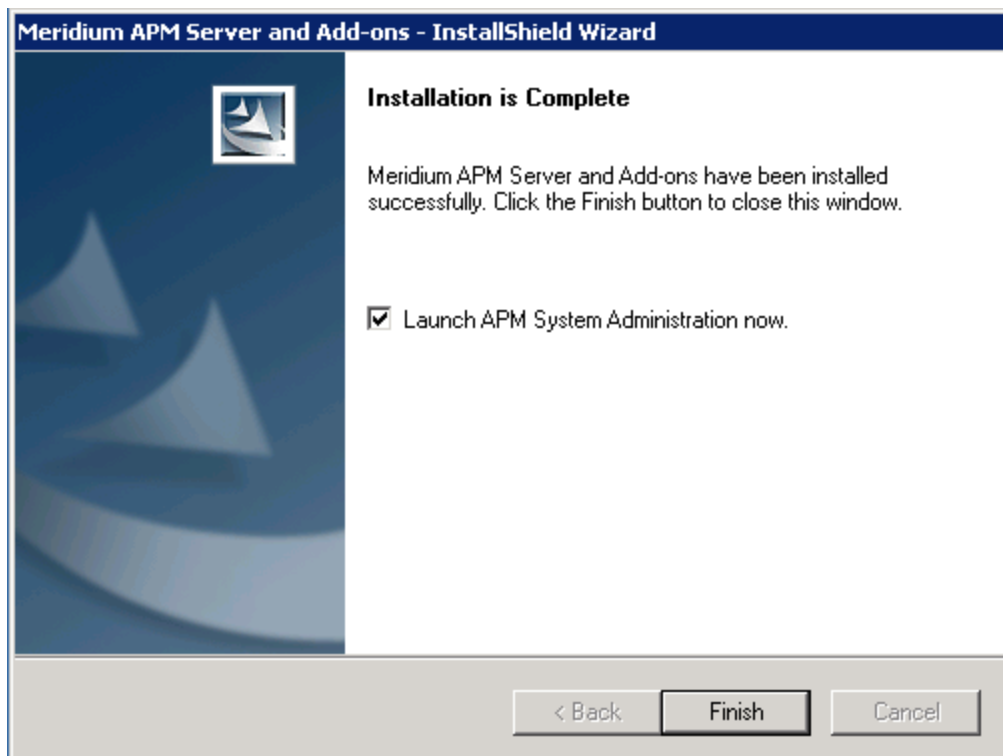 Meridium APM Server and Add-ons - InstallShield Wizard
Installation is Complete
Meridium APM Server and Add-ons have been installed
successfully. Click the Finish button to close this window.
Launch APM System Administration now.
< Back
Finish
Cancel